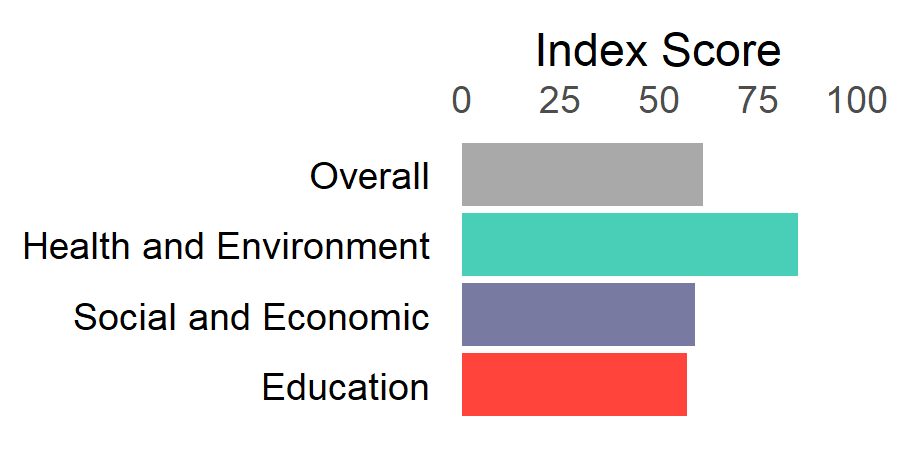 Index Score
0 25 50 75 100
Overall
Health and Environment
Social and Economic
Education